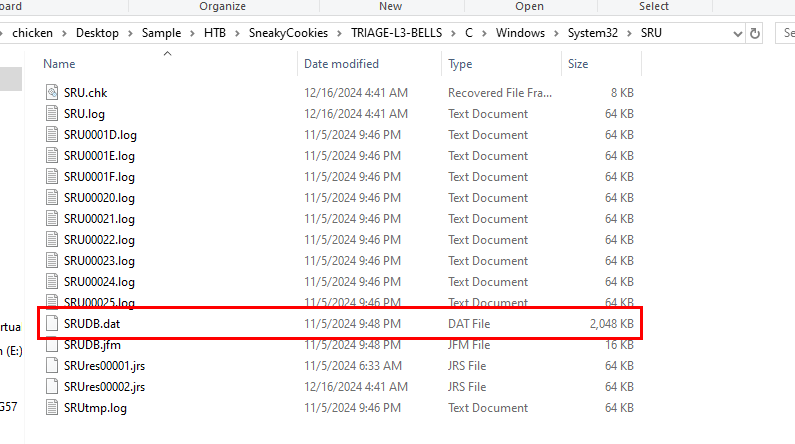 oard Organize New Open Select
chicken > Desktop > Sample > HTB > SneakyCookies > TRIAGE-L3-BELLS > C > Windows > System32 > SRU Se
Name Date modified Type Size
SRU.chk 12/16/2024 4:41 AM Recovered File Fra... 8 KB
SRU.log 12/16/2024 4:41 AM Text Document 64 KB
SRU0001D.log 11/5/2024 9:46 PM Text Document 64 KB
SRU0001E.log 11/5/2024 9:46 PM Text Document 64 KB
SRU0001F.log 11/5/2024 9:46 PM Text Document 64 KB
SRU00020.log 11/5/2024 9:46 PM Text Document 64 KB
SRU00021.log 11/5/2024 9:46 PM Text Document 64 KB
SRU00022.log 11/5/2024 9:46 PM Text Document 64 KB
SRU00023.log 11/5/2024 9:46 PM Text Document 64 KB
SRU00024.log 11/5/2024 9:46 PM Text Document 64 KB
SRU00025.log 11/5/2024 9:46 PM Text Document 64 KB
rtua SRUDB.dat 11/5/2024 9:48 PM DAT File 2,048 KB
n (E:) SRUDB.jfm 11/5/2024 9:48 PM JFM File 16 KB
SRUres00001.jrs 11/5/2024 6:33 AM JRS File 64 KB
SRUres00002.jrs 12/16/2024 4:41 AM JRS File 64 KB
G57 SRUtmp.log 11/5/2024 9:46 PM Text Document 64 KB